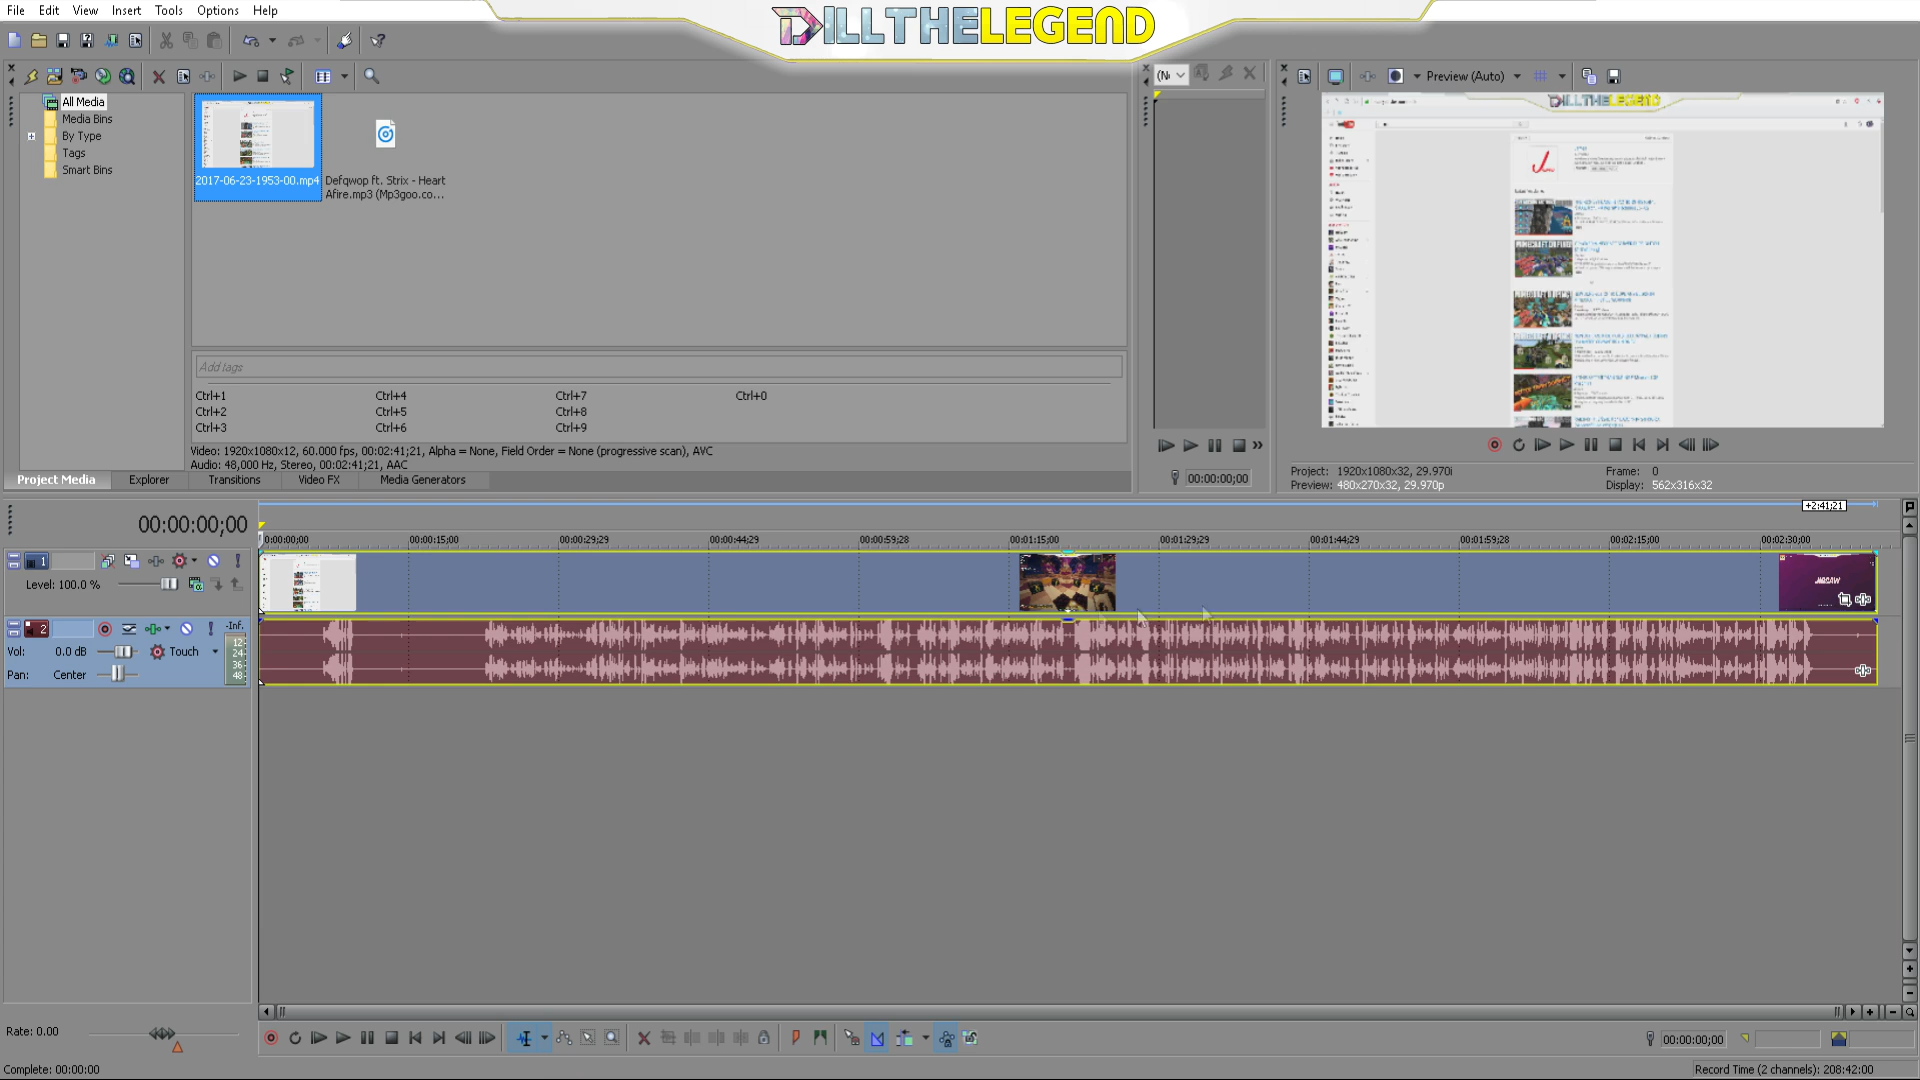 File Edit View Insert Tools Options Help
DILLTHELEGEND
All Media
Media Bins
By Type
Tags
Smart Bins
2017-06-23-1953-00.mp4
Defqwop ft. Strix - Heart
Afire.mp3 (Mp3goo.co...
Add tags
Ctrl+1 Ctrl+4 Ctrl+7 Ctrl+0
Ctrl+2 Ctrl+5 Ctrl+8
Ctrl+3 Ctrl+6 Ctrl+9
Video: 1920x1080x12, 60.000 fps, 00:02:41;21, Alpha = None, Field Order = None (progressive scan), AVC
Audio: 48,000 Hz, Stereo, 00:02:41;21, AAC
Project Media Explorer Transitions Video FX Media Generators
00:00:00;00
Preview (Auto)
DILLTHELEGEND
Project: 1920x1080x32, 29.970i Frame: 0
Preview: 480x270x32, 29.970p Display: 562x316x32
+2:41;21
00:00:00;00
0:00:00;00 00:00:15;00 00:00:29;29 00:00:44;29 00:00:59;28 00:01:15;00 00:01:29;29 00:01:44;29 00:01:59;28 00:02:15;00 00:02:30;00
1
Level: 100.0 %
JIGSAW
2
-Inf.
Vol: 0.0 dB Touch
Pan: Center
12
24
36
48
Rate: 0.00
00:00:00;00
Complete: 00:00:00
Record Time (2 channels): 208:42:00